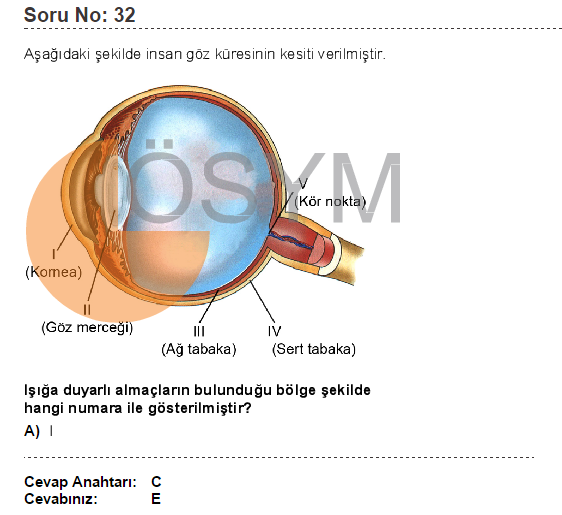 Soru No: 32
Aşağıdaki şekilde insan göz küresinin kesiti verilmiştir.
ÖSYM
V
(Kör nokta)
I
(Kornea)
II
(Göz merceği)
III
(Ağ tabaka)
IV
(Sert tabaka)
Işığa duyarlı almaçların bulunduğu bölge şekilde
hangi numara ile gösterilmiştir?
A) I
Cevap Anahtarı: C
Cevabınız: E